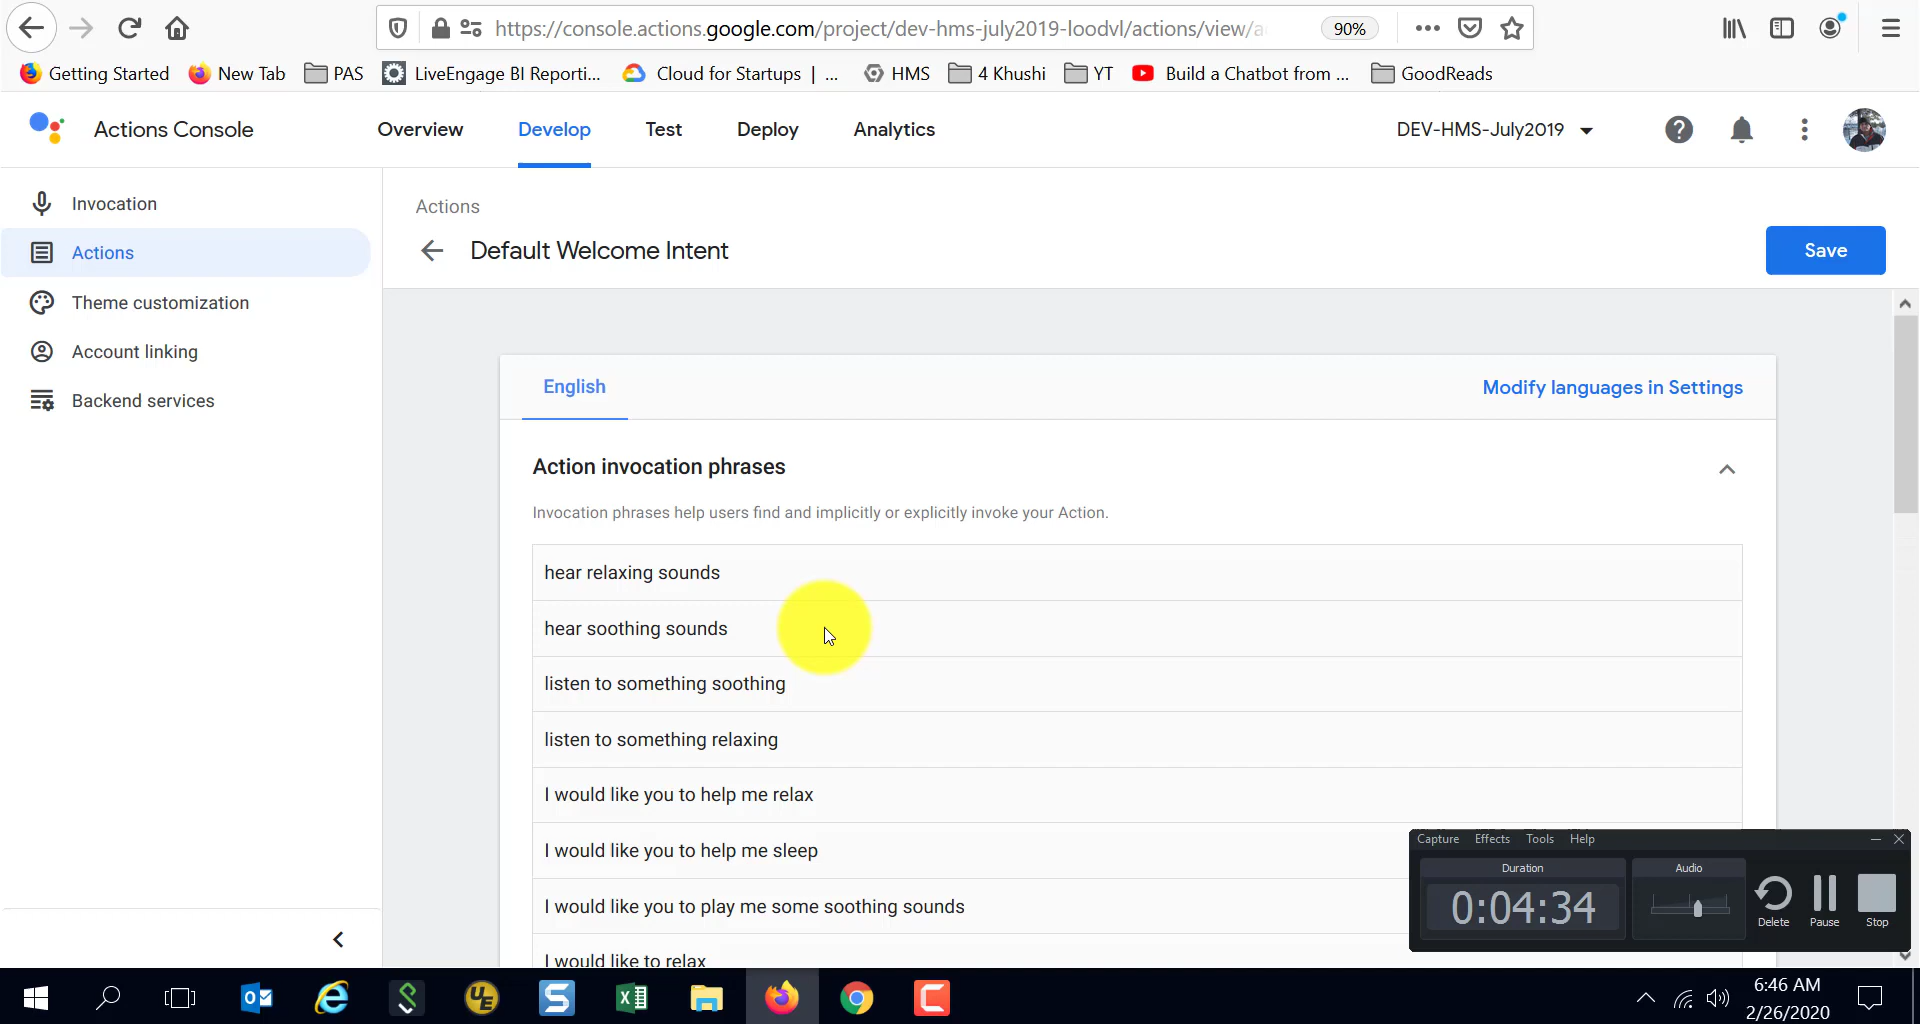 https://console.actions.google.com/project/dev-hms-july2019-loodvl/actions/view/a
90%
Getting Started
New Tab
PAS
LiveEngage BI Reporti...
Cloud for Startups | ...
HMS
4 Khushi
YT
Build a Chatbot from ...
GoodReads
Actions Console
Overview
Develop
Test
Deploy
Analytics
DEV-HMS-July2019
Invocation
Actions
Theme customization
Account linking
Backend services
Actions
Default Welcome Intent
Save
English
Modify languages in Settings
Action invocation phrases
Invocation phrases help users find and implicitly or explicitly invoke your Action.
hear relaxing sounds
hear soothing sounds
listen to something soothing
listen to something relaxing
I would like you to help me relax
I would like you to help me sleep
I would like you to play me some soothing sounds
I would like to relax
Capture Effects Tools Help
Duration
0:04:34
Audio
Delete
Pause
Stop
6:46 AM
2/26/2020